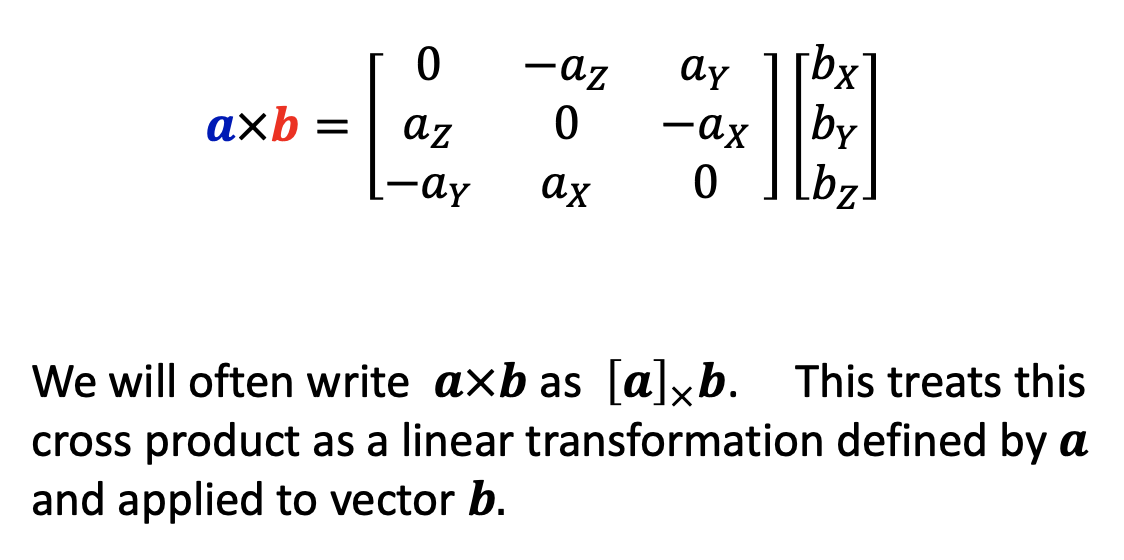 a×b = [ 0 −a_Z a_Y ] [b_X]
[ a_Z 0 −a_X ] [b_Y]
[ −a_Y a_X 0 ] [b_Z]
We will often write a×b as [a]×b. This treats this
cross product as a linear transformation defined by a
and applied to vector b.